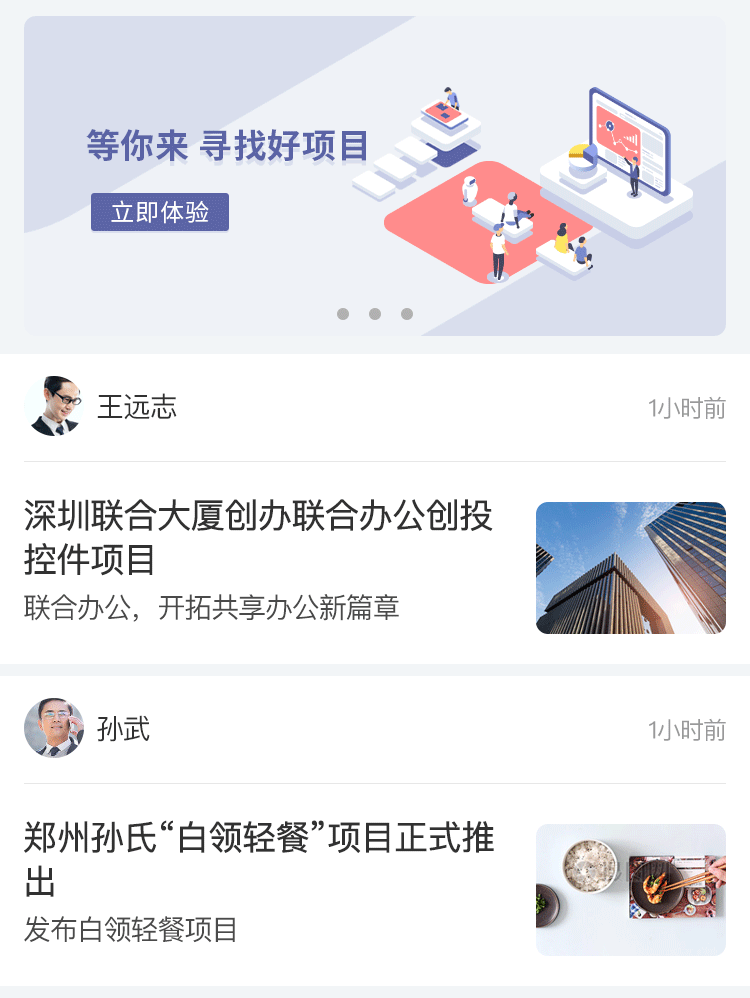 等你来 寻找好项目
立即体验
王远志
1小时前
深圳联合大厦创办联合办公创投
控件项目
联合办公，开拓共享办公新篇章
孙武
1小时前
郑州孙氏“白领轻餐”项目正式推
出
发布白领轻餐项目